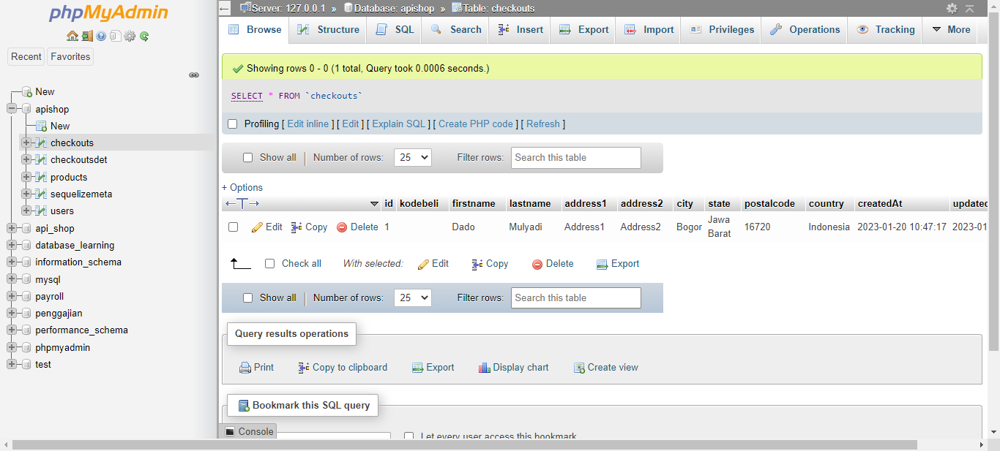 phpMyAdmin
Recent Favorites
New
apishop
New
checkouts
checkoutsdet
products
sequelizemeta
users
api_shop
database_learning
information_schema
mysql
payroll
penggajian
performance_schema
phpmyadmin
test
Server: 127.0.0.1 » Database: apishop » Table: checkouts
Browse Structure SQL Search Insert Export Import Privileges Operations Tracking More
Showing rows 0 - 0 (1 total, Query took 0.0006 seconds.)
SELECT * FROM `checkouts`
Profiling [ Edit inline ] [ Edit ] [ Explain SQL ] [ Create PHP code ] [ Refresh ]
Show all Number of rows: 25 Filter rows: Search this table
+ Options
id kodebeli firstname lastname address1 address2 city state postalcode country createdAt updated
Edit Copy Delete 1 Dado Mulyadi Address1 Address2 Bogor Jawa Barat 16720 Indonesia 2023-01-20 10:47:17 2023-01
Check all With selected: Edit Copy Delete Export
Show all Number of rows: 25 Filter rows: Search this table
Query results operations
Print Copy to clipboard Export Display chart Create view
Bookmark this SQL query
Console
Let every user access this bookmark